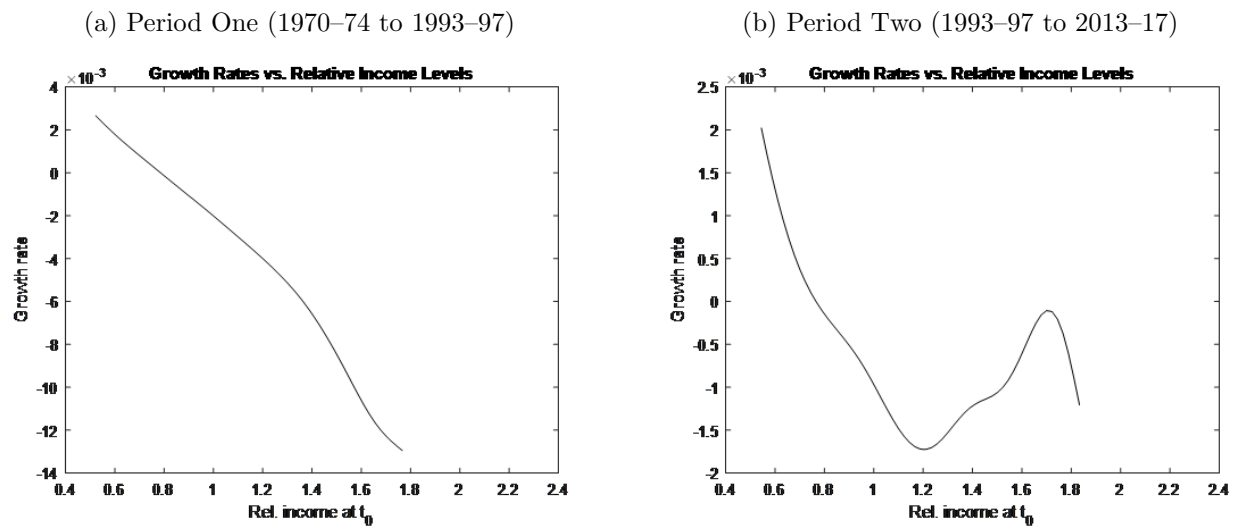 (a) Period One (1970–74 to 1993–97)
×10⁻³
Growth Rates vs. Relative Income Levels
4
2
0
-2
-4
-6
-8
-10
-12
-14
Growth rate
0.4 0.6 0.8 1 1.2 1.4 1.6 1.8 2 2.2 2.4
Rel. income at t₀
(b) Period Two (1993–97 to 2013–17)
×10⁻³
Growth Rates vs. Relative Income Levels
2.5
2
1.5
1
0.5
0
-0.5
-1
-1.5
-2
Growth rate
0.4 0.6 0.8 1 1.2 1.4 1.6 1.8 2 2.2 2.4
Rel. income at t₀